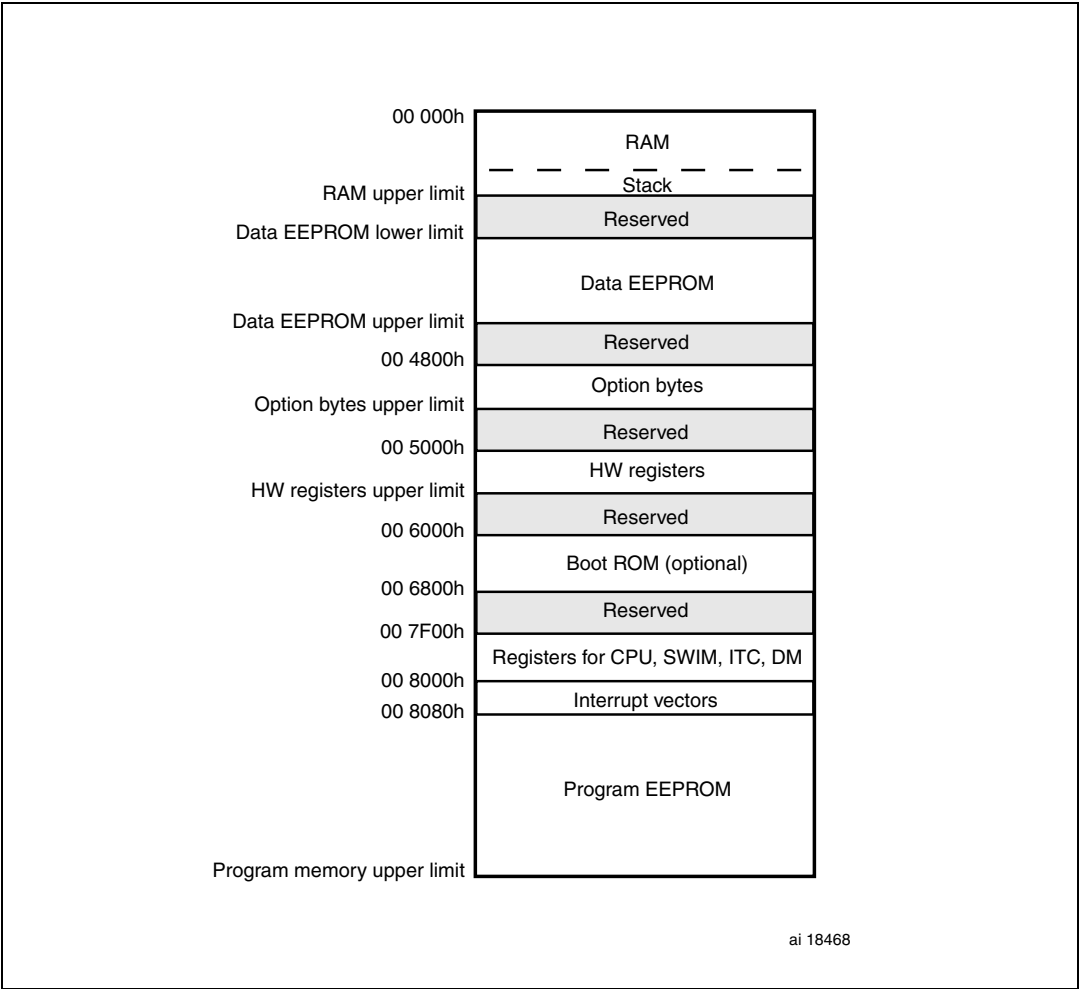 00 000h
RAM
Stack
RAM upper limit
Reserved
Data EEPROM lower limit
Data EEPROM
Data EEPROM upper limit
Reserved
00 4800h
Option bytes
Option bytes upper limit
Reserved
00 5000h
HW registers
HW registers upper limit
Reserved
00 6000h
Boot ROM (optional)
00 6800h
Reserved
00 7F00h
Registers for CPU, SWIM, ITC, DM
00 8000h
Interrupt vectors
00 8080h
Program EEPROM
Program memory upper limit
ai 18468